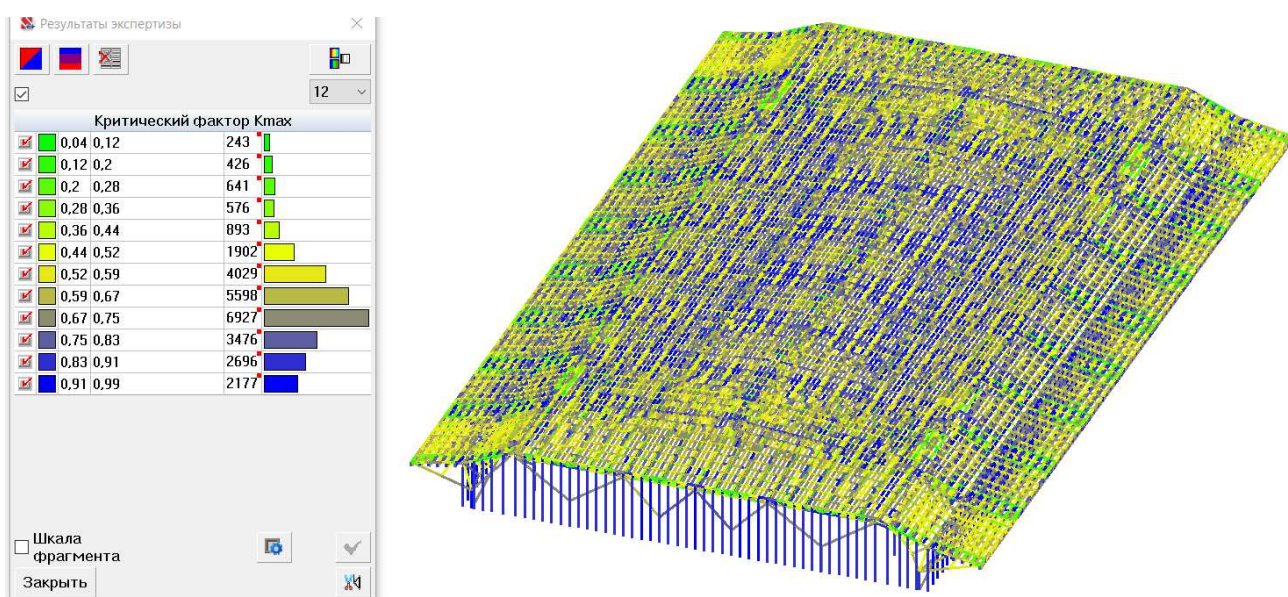 Результаты экспертизы
12
Критический фактор Kmax
0,04 0,12 243
0,12 0,2 426
0,2 0,28 641
0,28 0,36 576
0,36 0,44 893
0,44 0,52 1902
0,52 0,59 4029
0,59 0,67 5598
0,67 0,75 6927
0,75 0,83 3476
0,83 0,91 2696
0,91 0,99 2177
Шкала
фрагмента
Закрыть